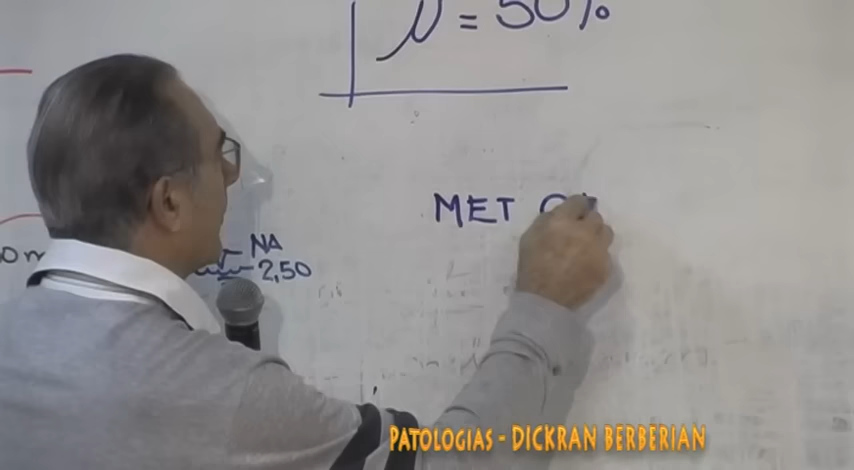 = 50%
MET
NA
2,50
PATOLOGIAS - DICKRAN BERBERIAN